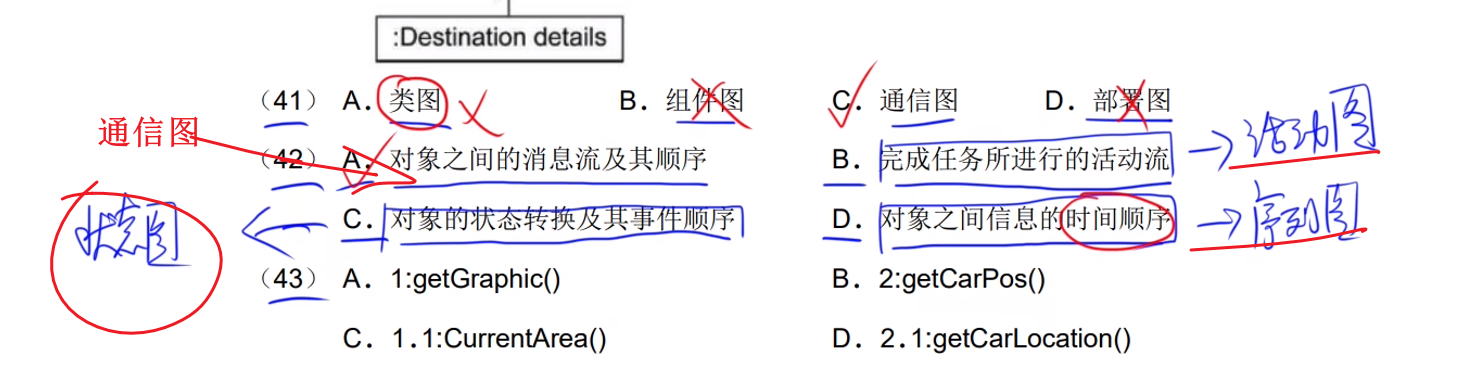 :Destination details
(41) A. 类图 B. 组件图 C. 通信图 D. 部署图
通信图
(42) A. 对象之间的消息流及其顺序 B. 完成任务所进行的活动流 →活动图
状态图 ← C. 对象的状态转换及其事件顺序 D. 对象之间信息的时间顺序 →序列图
(43) A. 1:getGraphic() B. 2:getCarPos()
C. 1.1:CurrentArea() D. 2.1:getCarLocation()